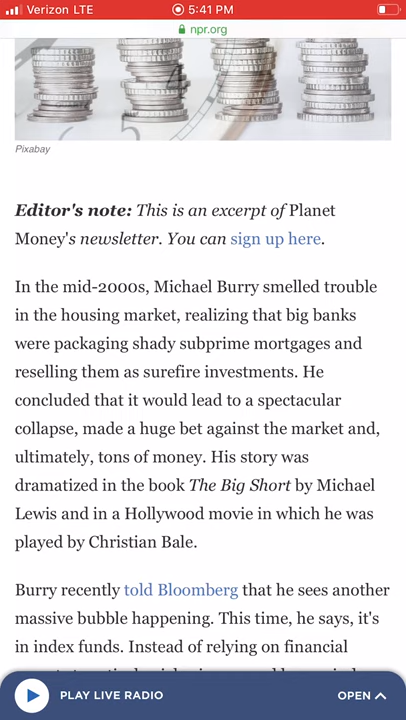 Verizon LTE 5:41 PM
npr.org
Pixabay
Editor's note: This is an excerpt of Planet
Money's newsletter. You can sign up here.
In the mid-2000s, Michael Burry smelled trouble
in the housing market, realizing that big banks
were packaging shady subprime mortgages and
reselling them as surefire investments. He
concluded that it would lead to a spectacular
collapse, made a huge bet against the market and,
ultimately, tons of money. His story was
dramatized in the book The Big Short by Michael
Lewis and in a Hollywood movie in which he was
played by Christian Bale.
Burry recently told Bloomberg that he sees another
massive bubble happening. This time, he says, it's
in index funds. Instead of relying on financial
PLAY LIVE RADIO OPEN